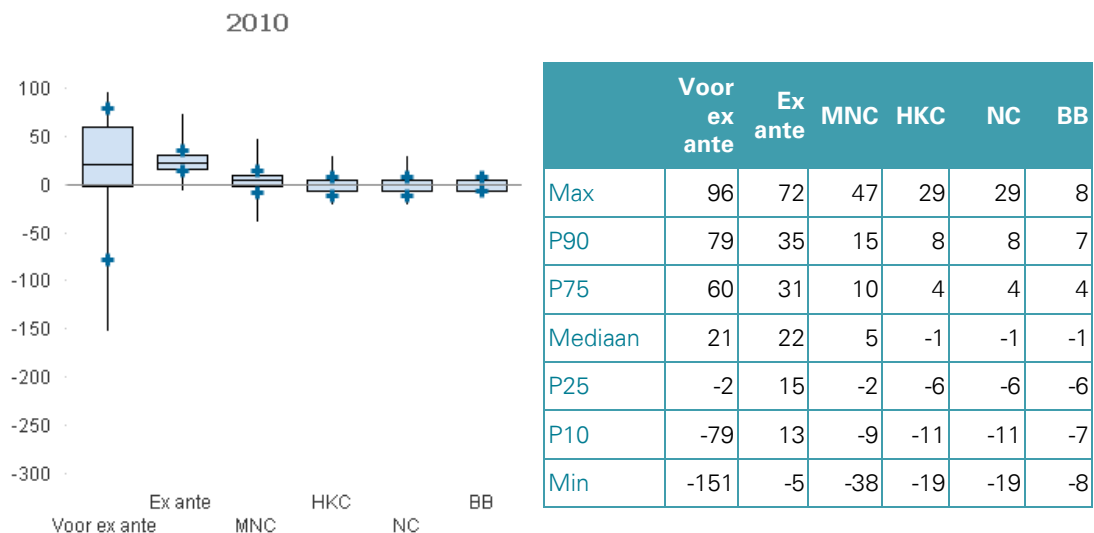 2010
100
50
0
-50
-100
-150
-200
-250
-300
Ex ante HKC BB
Voor ex ante MNC NC
Voor ex ante Ex ante MNC HKC NC BB
Max 96 72 47 29 29 8
P90 79 35 15 8 8 7
P75 60 31 10 4 4 4
Mediaan 21 22 5 -1 -1 -1
P25 -2 15 -2 -6 -6 -6
P10 -79 13 -9 -11 -11 -7
Min -151 -5 -38 -19 -19 -8